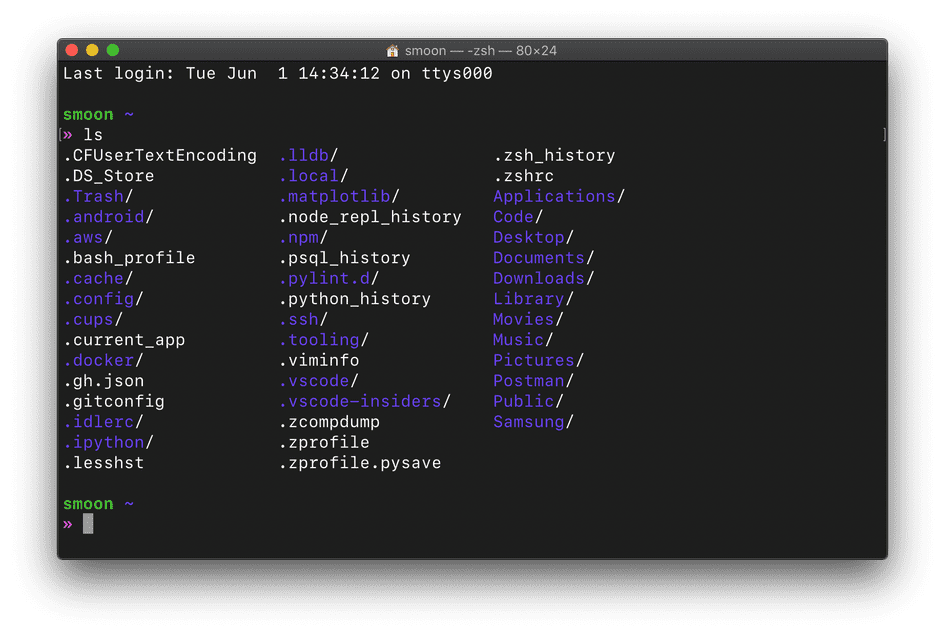 smoon — -zsh — 80×24
Last login: Tue Jun  1 14:34:12 on ttys000
smoon ~
[» ls ]
.CFUserTextEncoding .lldb/ .zsh_history
.DS_Store .local/ .zshrc
.Trash/ .matplotlib/ Applications/
.android/ .node_repl_history Code/
.aws/ .npm/ Desktop/
.bash_profile .psql_history Documents/
.cache/ .pylint.d/ Downloads/
.config/ .python_history Library/
.cups/ .ssh/ Movies/
.current_app .tooling/ Music/
.docker/ .viminfo Pictures/
.gh.json .vscode/ Postman/
.gitconfig .vscode-insiders/ Public/
.idlerc/ .zcompdump Samsung/
.ipython/ .zprofile
.lesshst .zprofile.pysave
smoon ~
»